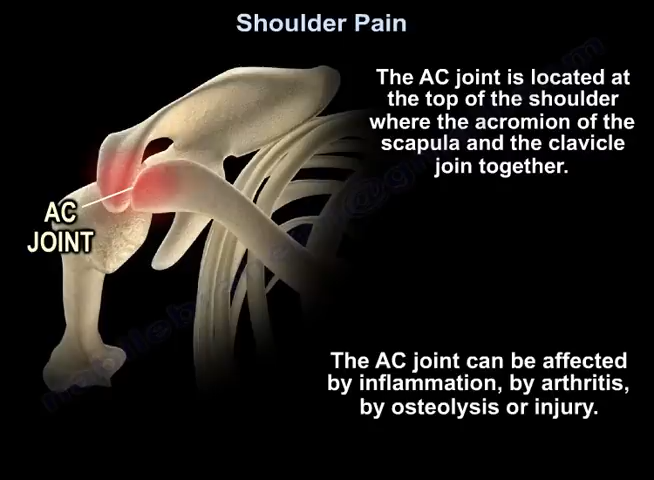 Shoulder Pain
The AC joint is located at
the top of the shoulder
where the acromion of the
scapula and the clavicle
join together.
AC
JOINT
The AC joint can be affected
by inflammation, by arthritis,
by osteolysis or injury.